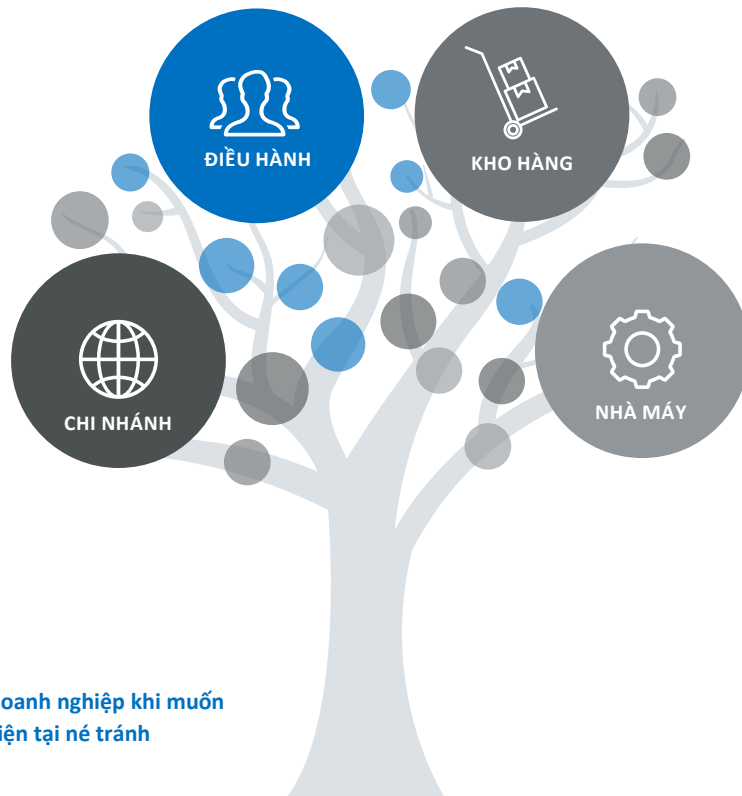 ĐIỀU HÀNH
KHO HÀNG
CHI NHÁNH
NHÀ MÁY
oanh nghiệp khi muốn
iện tại né tránh